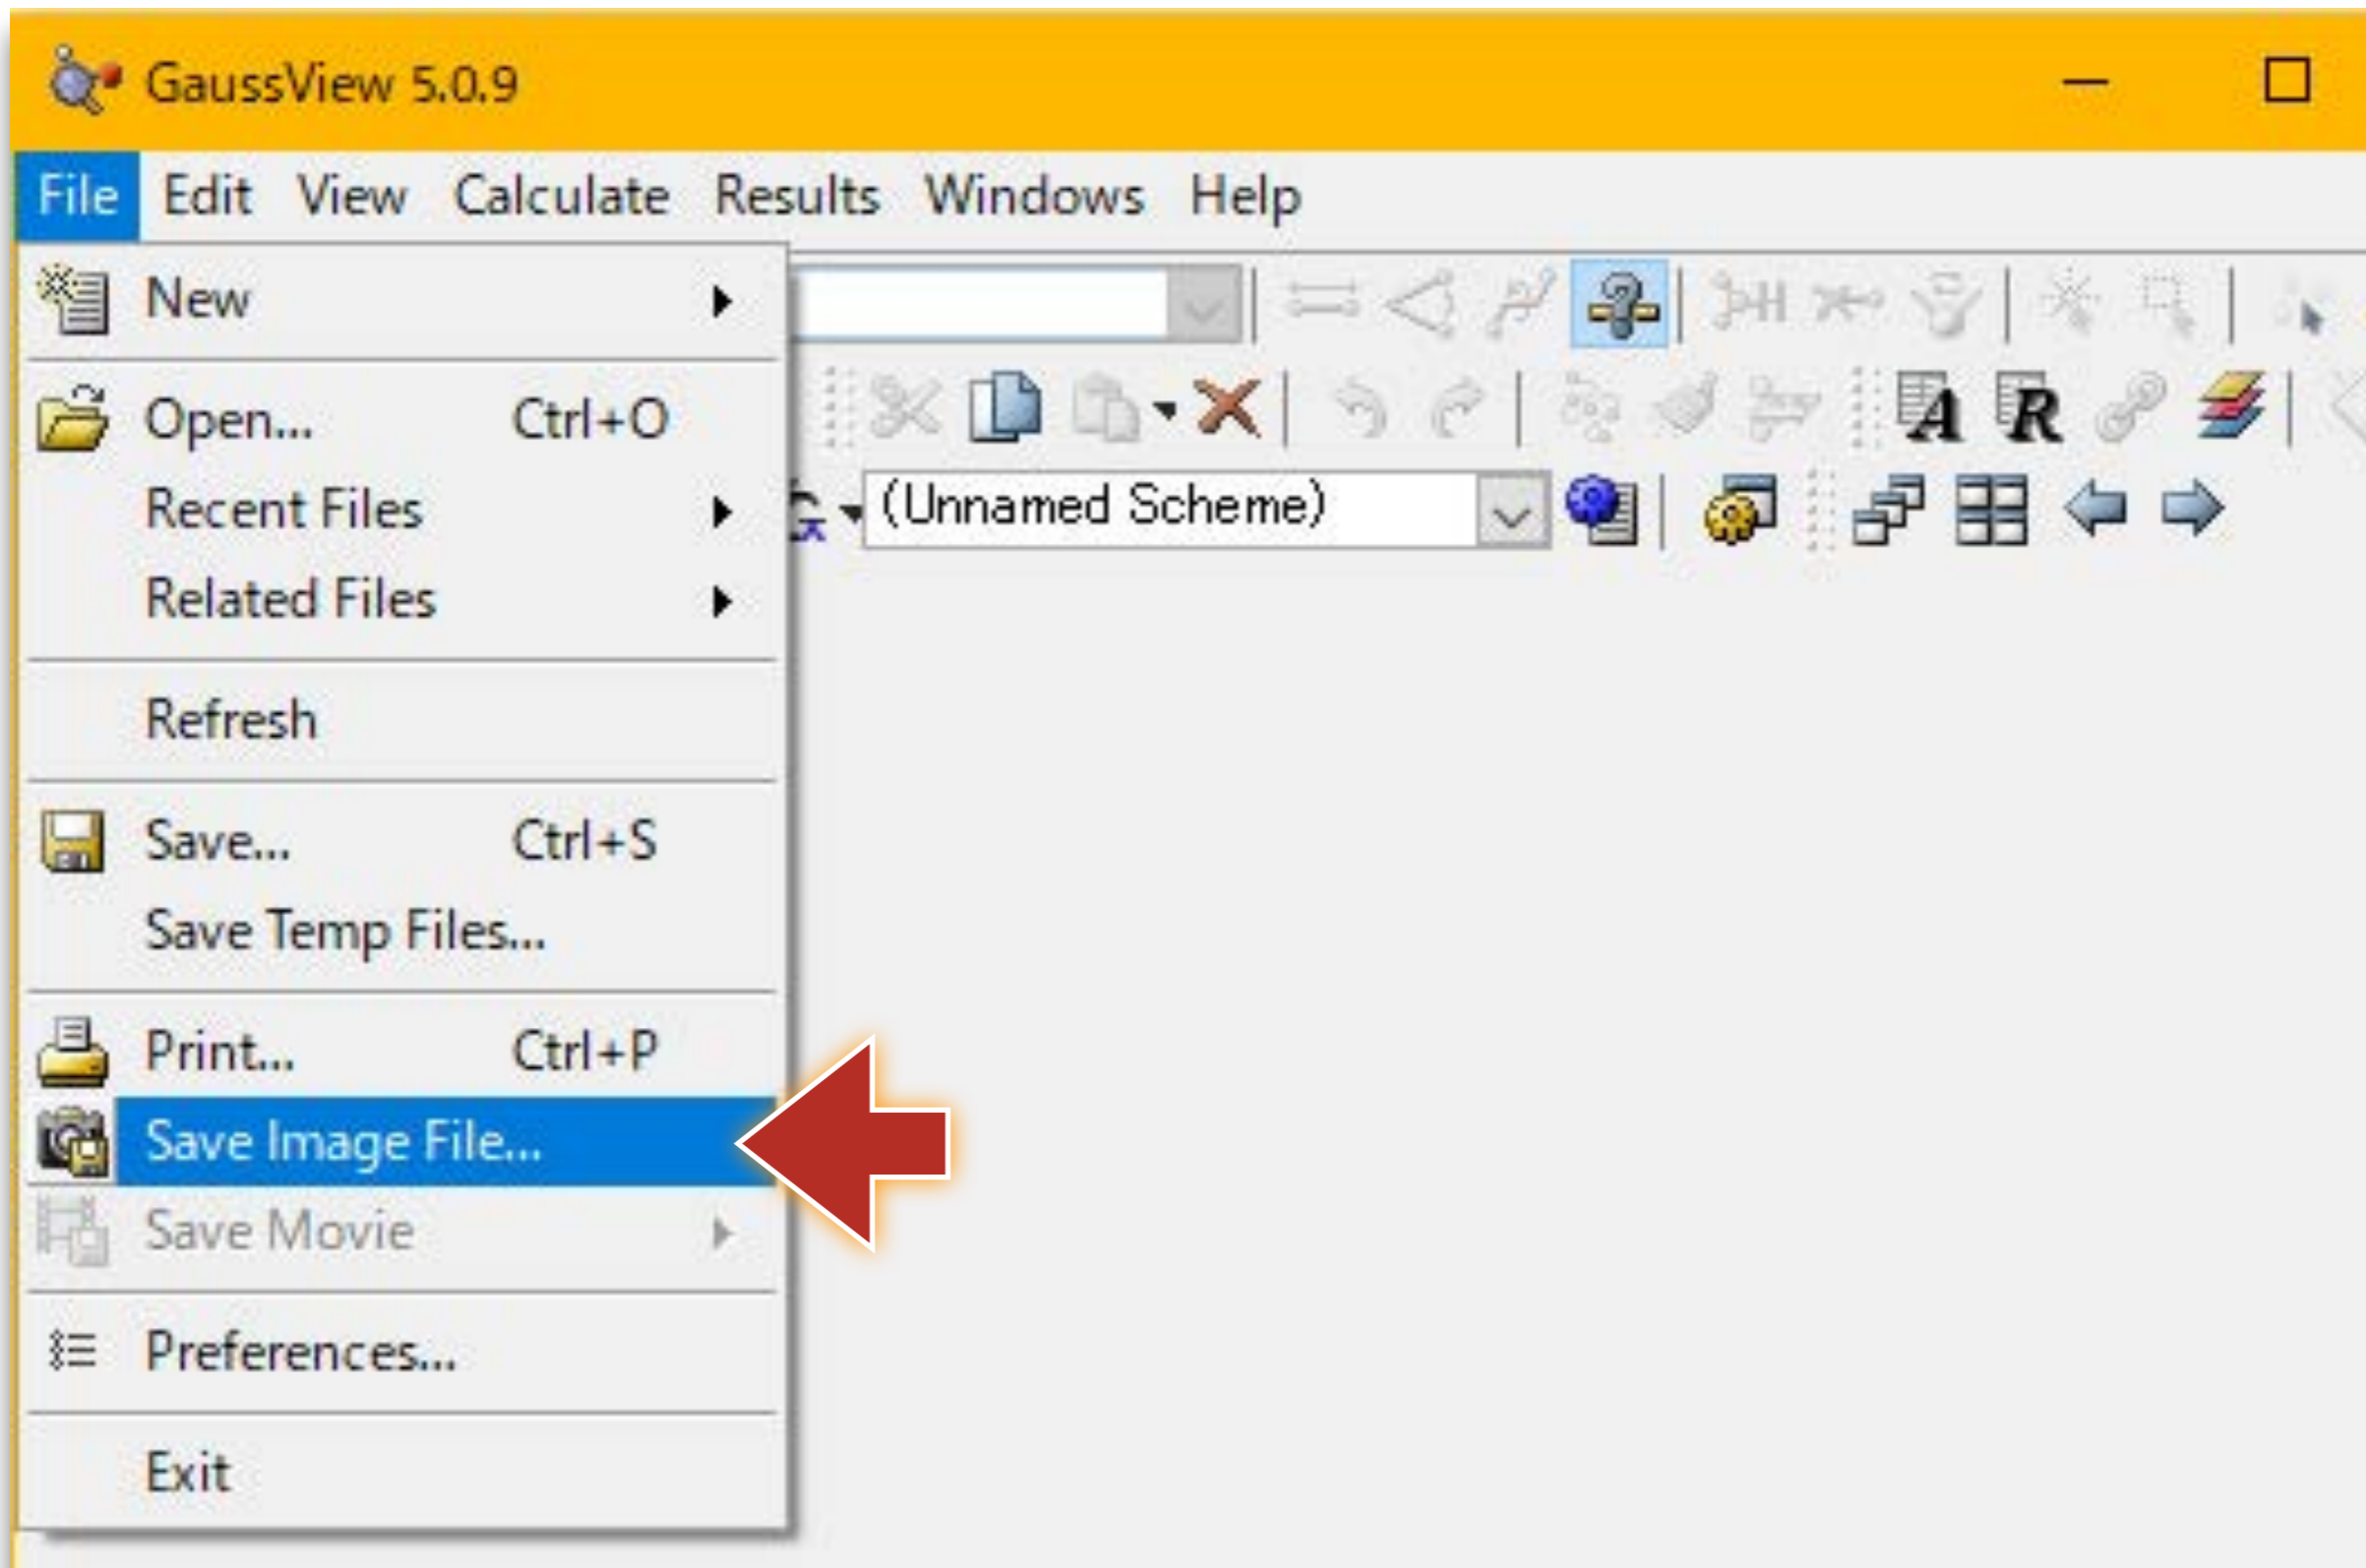 GaussView 5.0.9
File Edit View Calculate Results Windows Help
New
Open... Ctrl+O
Recent Files
(Unnamed Scheme)
Related Files
Refresh
Save... Ctrl+S
Save Temp Files...
Print... Ctrl+P
Save Image File...
Save Movie
Preferences...
Exit